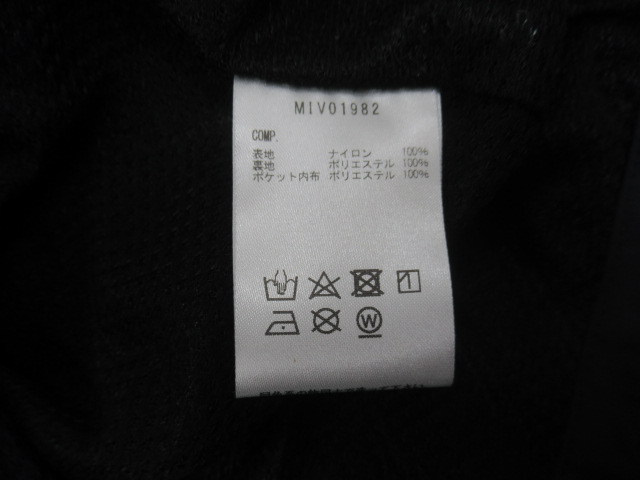 MIV01982
COMP.
表地 ナイロン 100%
裏地 ポリエステル 100%
ポケット内布 ポリエステル 100%
W